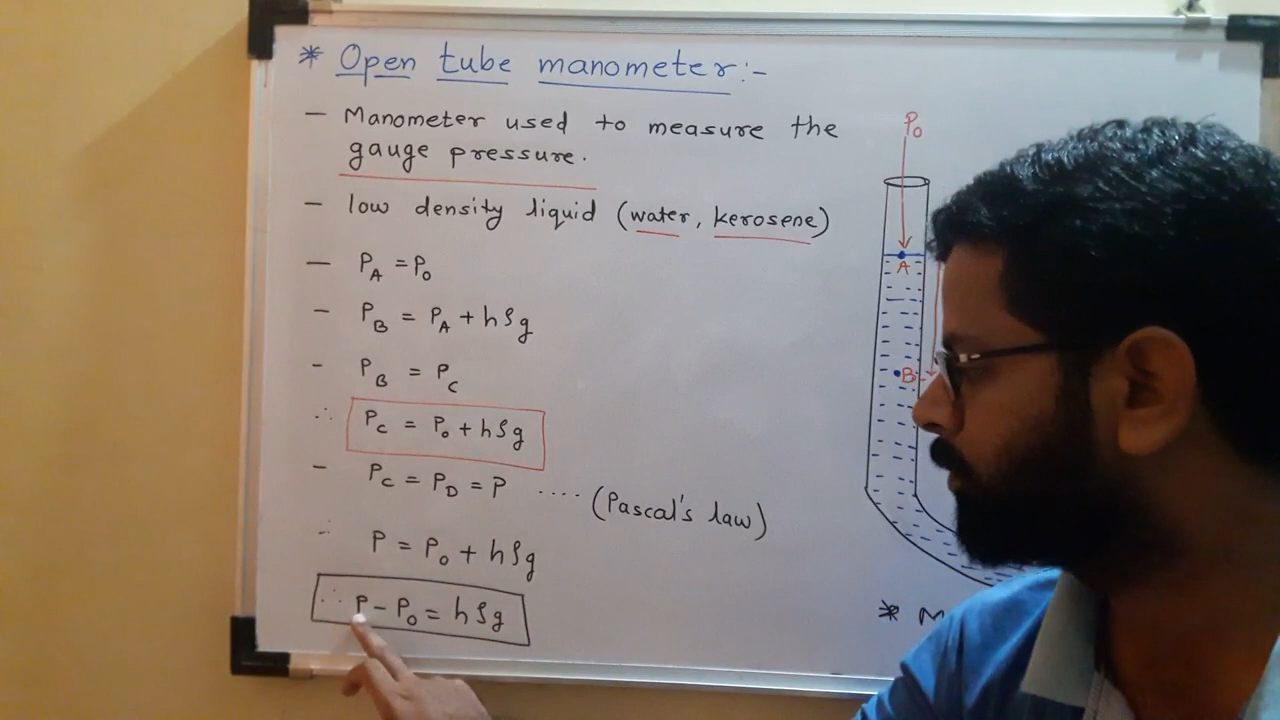 * Open tube manometer:-
— Manometer used to measure the
gauge pressure.
— low density liquid (water, kerosene)
— P_A = P_0
- P_B = P_A + hρg
- P_B = P_C
∴ P_C = P_0 + hρg
- P_C = P_D = P .... (Pascal's law)
∴ P = P_0 + hρg
∴ P - P_0 = hρg
P_0
A
B
* M